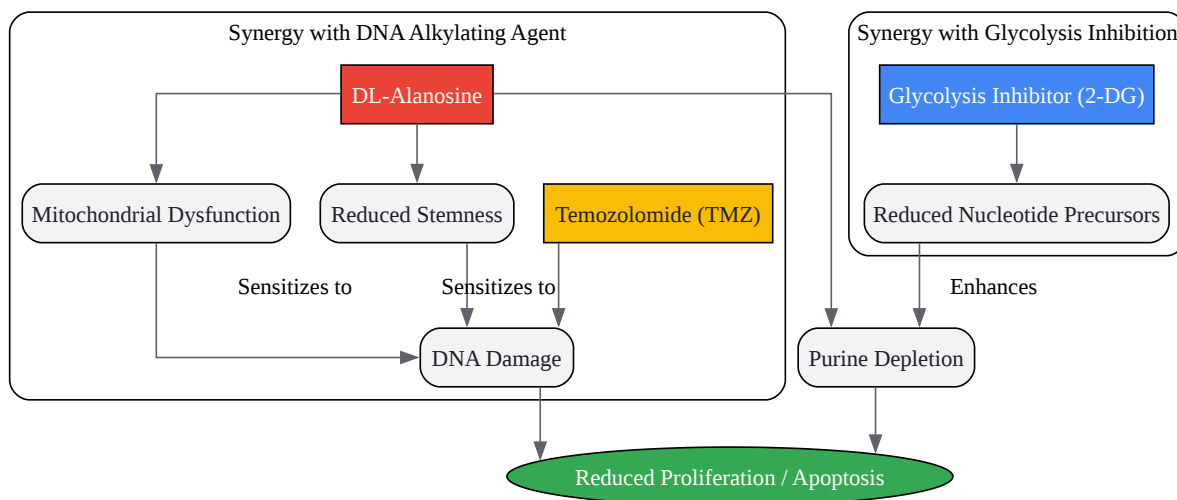 Synergy with DNA Alkylating Agent
Synergy with Glycolysis Inhibition
DL-Alanosine
Glycolysis Inhibitor (2-DG)
Mitochondrial Dysfunction
Reduced Stemness
Temozolomide (TMZ)
Reduced Nucleotide Precursors
Sensitizes to
Sensitizes to
Enhances
DNA Damage
Purine Depletion
Reduced Proliferation / Apoptosis